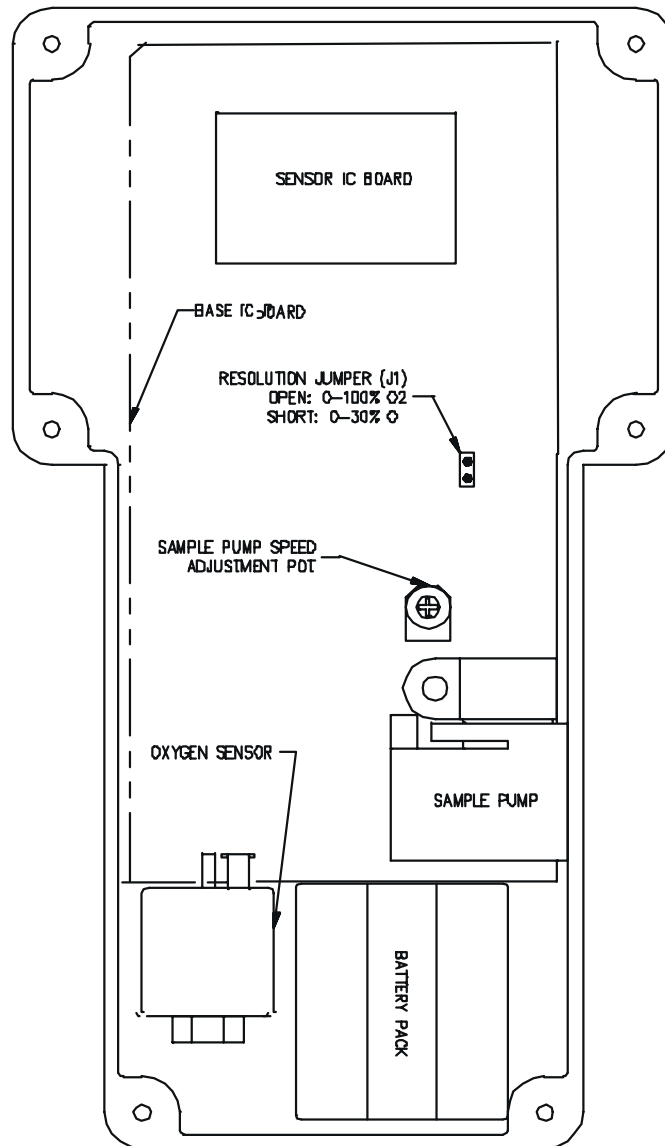 SENSOR IC BOARD
BASE IC
RESOLUTION JUMPER (J1)
OPEN: 0-100% O2
SHORT: 0-30% O
SAMPLE PUMP SPEED
ADJUSTMENT POT
OXYGEN SENSOR
SAMPLE PUMP
BATTERY PACK